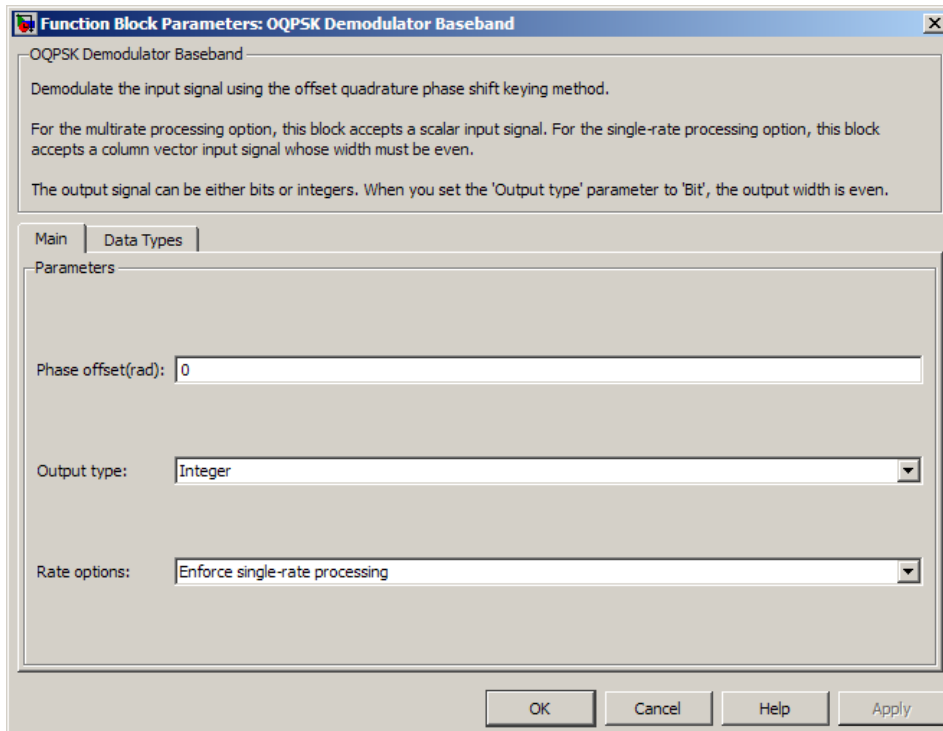 Function Block Parameters: OQPSK Demodulator Baseband
OQPSK Demodulator Baseband
Demodulate the input signal using the offset quadrature phase shift keying method.
For the multirate processing option, this block accepts a scalar input signal. For the single-rate processing option, this block
accepts a column vector input signal whose width must be even.
The output signal can be either bits or integers. When you set the 'Output type' parameter to 'Bit', the output width is even.
Main Data Types
Parameters
Phase offset(rad): 0
Output type: Integer
Rate options: Enforce single-rate processing
OK Cancel Help Apply